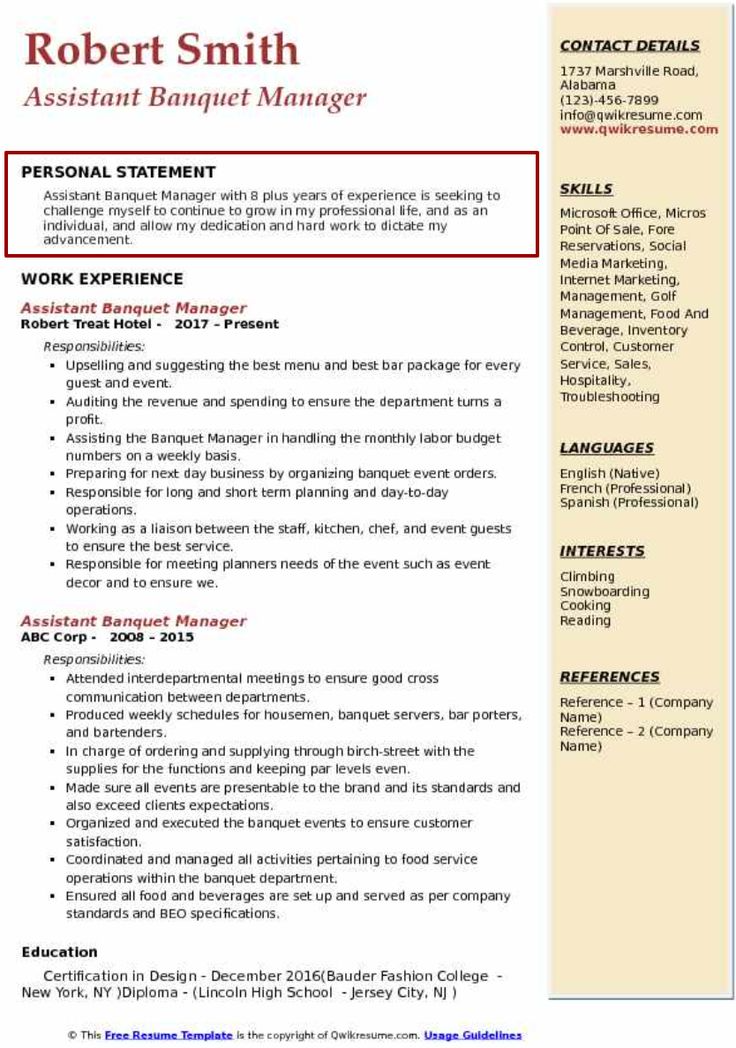 Robert Smith
Assistant Banquet Manager
PERSONAL STATEMENT
Assistant Banquet Manager with 8 plus years of experience is seeking to
challenge myself to continue to grow in my professional life, and as an
individual, and allow my dedication and hard work to dictate my
advancement.
WORK EXPERIENCE
Assistant Banquet Manager
Robert Treat Hotel - 2017 – Present
Responsibilities:
▪ Upselling and suggesting the best menu and best bar package for every
guest and event.
▪ Auditing the revenue and spending to ensure the department turns a
profit.
▪ Assisting the Banquet Manager in handling the monthly labor budget
numbers on a weekly basis.
▪ Preparing for next day business by organizing banquet event orders.
▪ Responsible for long and short term planning and day-to-day
operations.
▪ Working as a liaison between the staff, kitchen, chef, and event guests
to ensure the best service.
▪ Responsible for meeting planners needs of the event such as event
decor and to ensure we.
Assistant Banquet Manager
ABC Corp - 2008 – 2015
Responsibilities:
▪ Attended interdepartmental meetings to ensure good cross
communication between departments.
▪ Produced weekly schedules for housemen, banquet servers, bar porters,
and bartenders.
▪ In charge of ordering and supplying through birch-street with the
supplies for the functions and keeping par levels even.
▪ Made sure all events are presentable to the brand and its standards and
also exceed clients expectations.
▪ Organized and executed the banquet events to ensure customer
satisfaction.
▪ Coordinated and managed all activities pertaining to food service
operations within the banquet department.
▪ Ensured all food and beverages are set up and served as per company
standards and BEO specifications.
Education
Certification in Design - December 2016(Bauder Fashion College -
New York, NY )Diploma - (Lincoln High School - Jersey City, NJ )
CONTACT DETAILS
1737 Marshville Road,
Alabama
(123)-456-7899
info@qwikresume.com
www.qwikresume.com
SKILLS
Microsoft Office, Micros
Point Of Sale, Fore
Reservations, Social
Media Marketing,
Internet Marketing,
Management, Golf
Management, Food And
Beverage, Inventory
Control, Customer
Service, Sales,
Hospitality,
Troubleshooting
LANGUAGES
English (Native)
French (Professional)
Spanish (Professional)
INTERESTS
Climbing
Snowboarding
Cooking
Reading
REFERENCES
Reference – 1 (Company
Name)
Reference – 2 (Company
Name)
© This Free Resume Template is the copyright of Qwikresume.com. Usage Guidelines